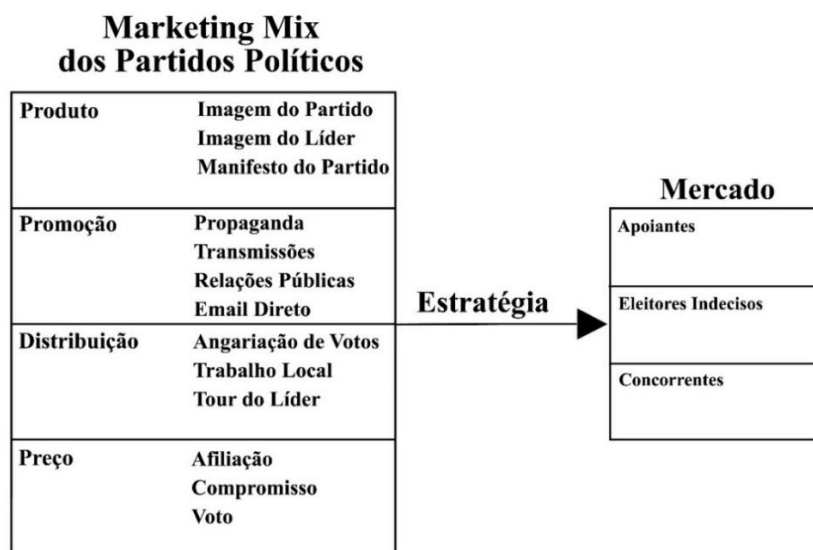 Marketing Mix
dos Partidos Políticos
Produto
Imagem do Partido
Imagem do Líder
Manifesto do Partido
Promoção
Propaganda
Transmissões
Relações Públicas
Email Direto
Distribuição
Angariação de Votos
Trabalho Local
Tour do Líder
Preço
Afiliação
Compromisso
Voto
Estratégia
Mercado
Apoiantes
Eleitores Indecisos
Concorrentes